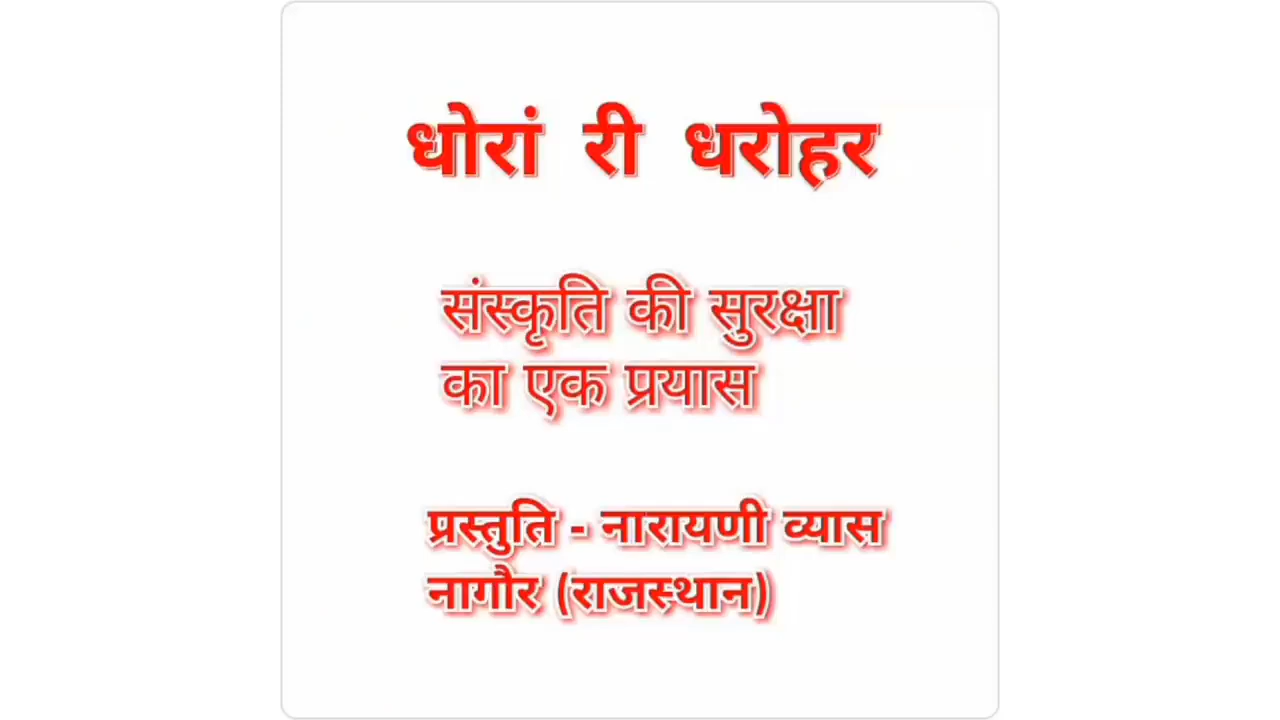 धोरां री धरोहर
संस्कृति की सुरक्षा
का एक प्रयास
प्रस्तुति - नारायणी व्यास
नागौर (राजस्थान)